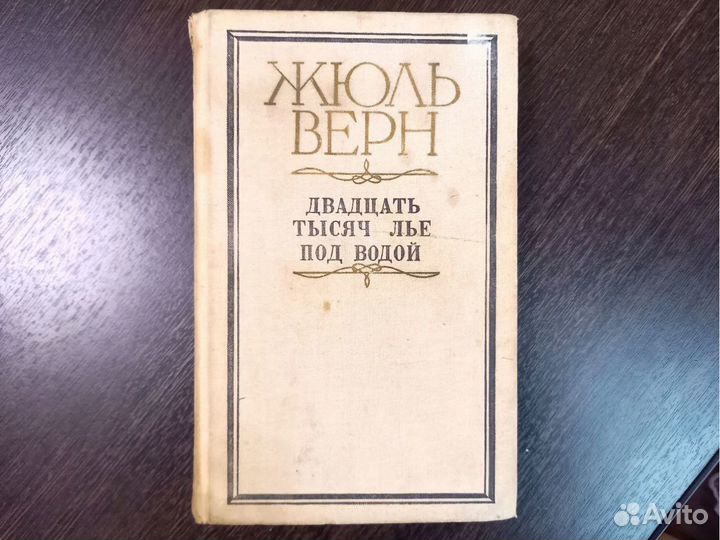 ЖЮЛЬ
ВЕРН
ДВАДЦАТЬ
ТЫСЯЧ ЛЬЕ
ПОД ВОДОЙ
Avito